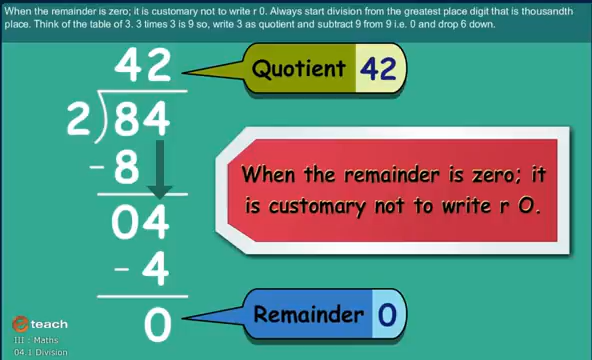 When the remainder is zero; it is customary not to write r 0. Always start division from the greatest place digit that is thousandth
place. Think of the table of 3. 3 times 3 is 9 so, write 3 as quotient and subtract 9 from 9 i.e. 0 and drop 6 down.
42
Quotient 42
2)84
- 8
04
- 4
0
When the remainder is zero; it
is customary not to write r O.
Remainder 0
eteach
III : Maths
04.1 Division